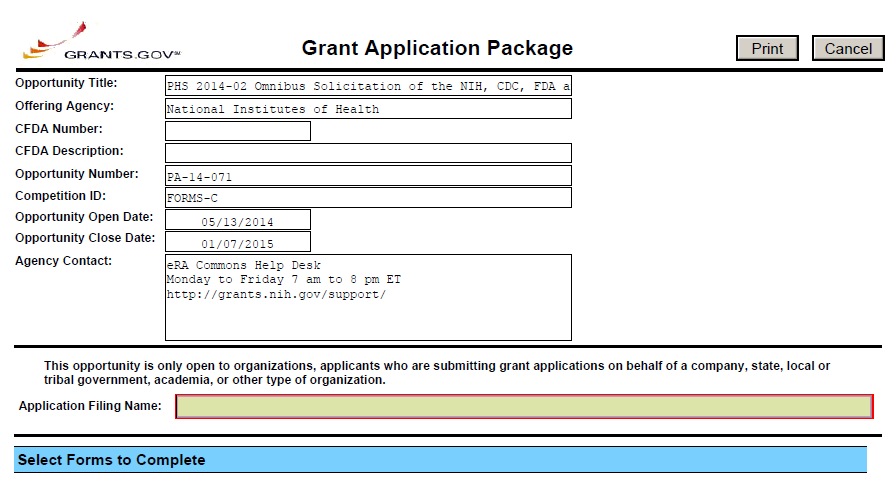 GRANTS.GOV℠
Grant Application Package
Print
Cancel
Opportunity Title:
PHS 2014-02 Omnibus Solicitation of the NIH, CDC, FDA a
Offering Agency:
National Institutes of Health
CFDA Number:
CFDA Description:
Opportunity Number:
PA-14-071
Competition ID:
FORMS-C
Opportunity Open Date:
05/13/2014
Opportunity Close Date:
01/07/2015
Agency Contact:
eRA Commons Help Desk
Monday to Friday 7 am to 8 pm ET
http://grants.nih.gov/support/
This opportunity is only open to organizations, applicants who are submitting grant applications on behalf of a company, state, local or
tribal government, academia, or other type of organization.
Application Filing Name:
Select Forms to Complete